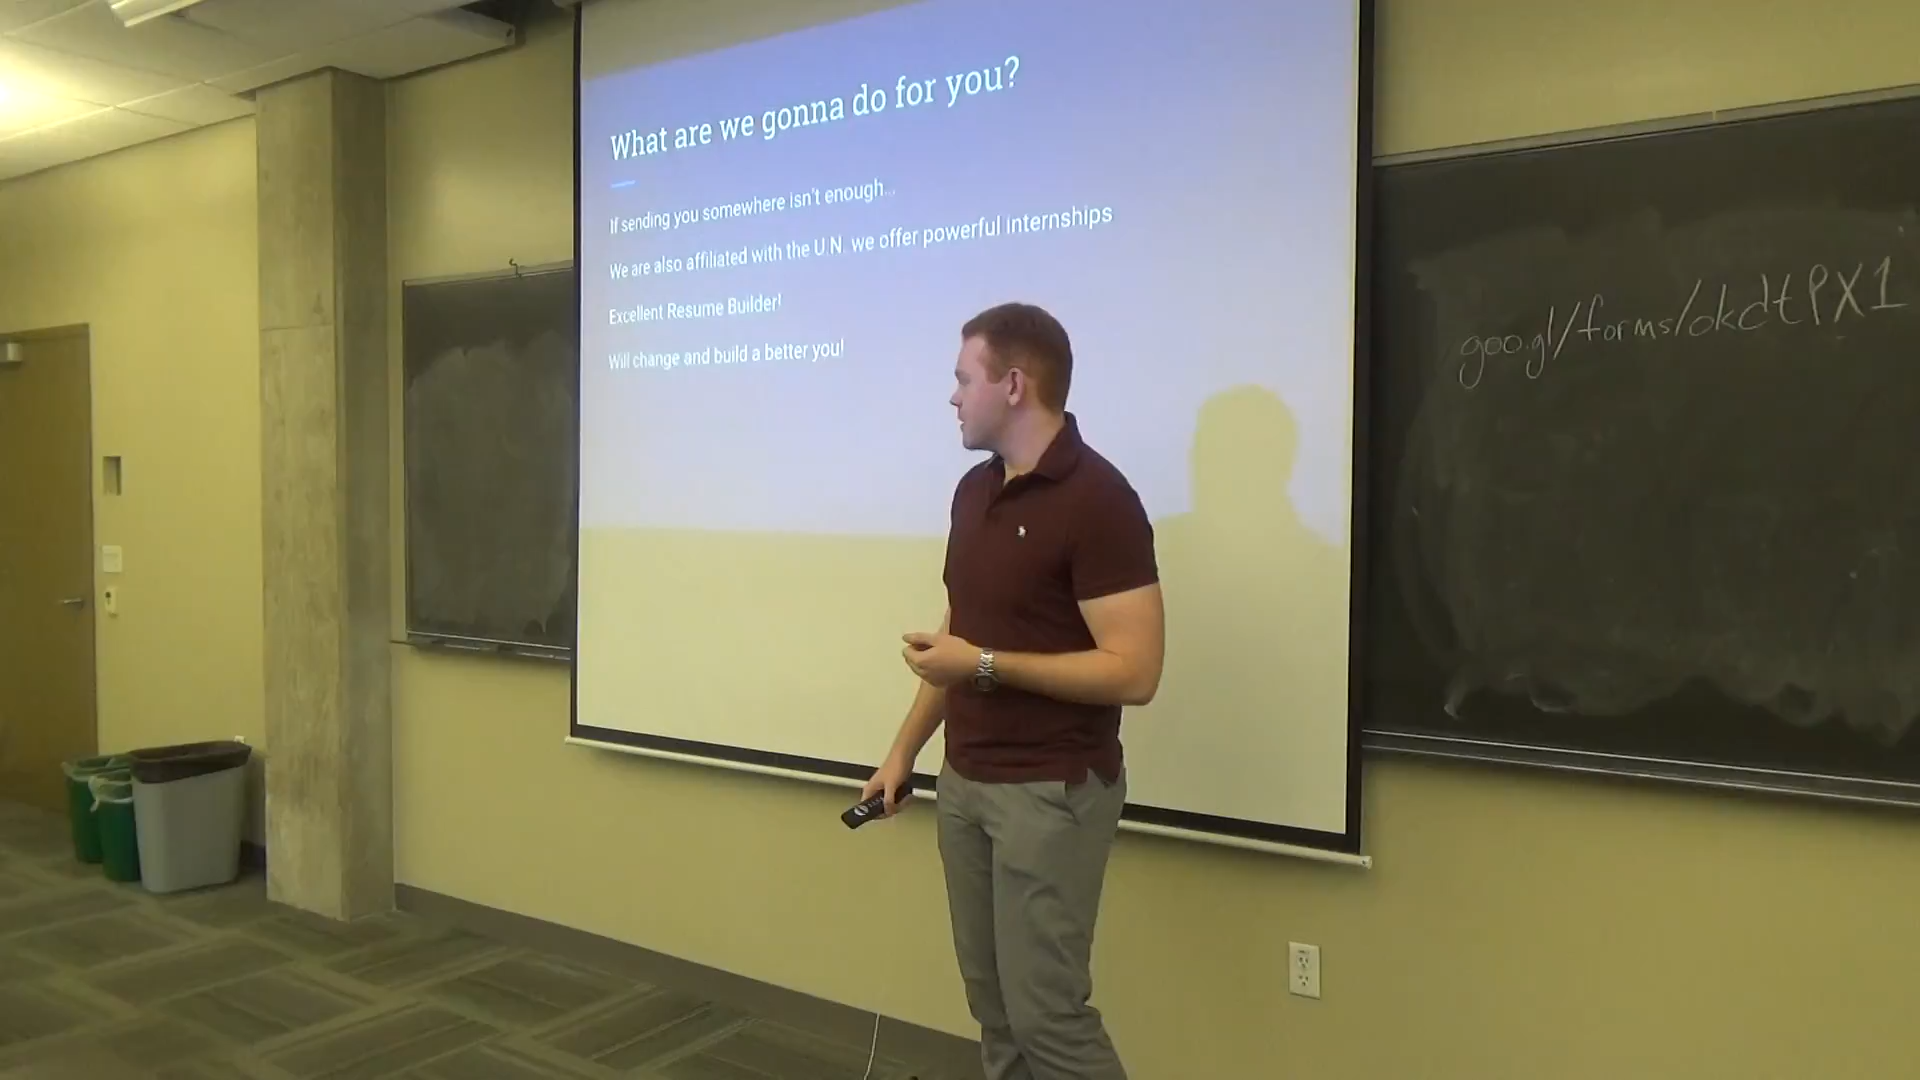 What are we gonna do for you?
If sending you somewhere isn't enough...
We are also affiliated with the U.N. we offer powerful internships
Excellent Resume Builder!
Will change and build a better you!
goo.gl/forms/okdtPX1